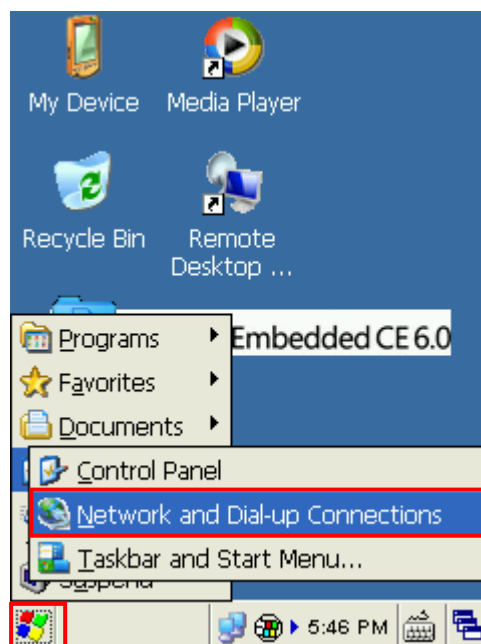 My Device
Media Player
Recycle Bin
Remote
Desktop ...
Embedded CE 6.0
Programs
Favorites
Documents
Control Panel
Network and Dial-up Connections
Taskbar and Start Menu...
Suspend
5:46 PM